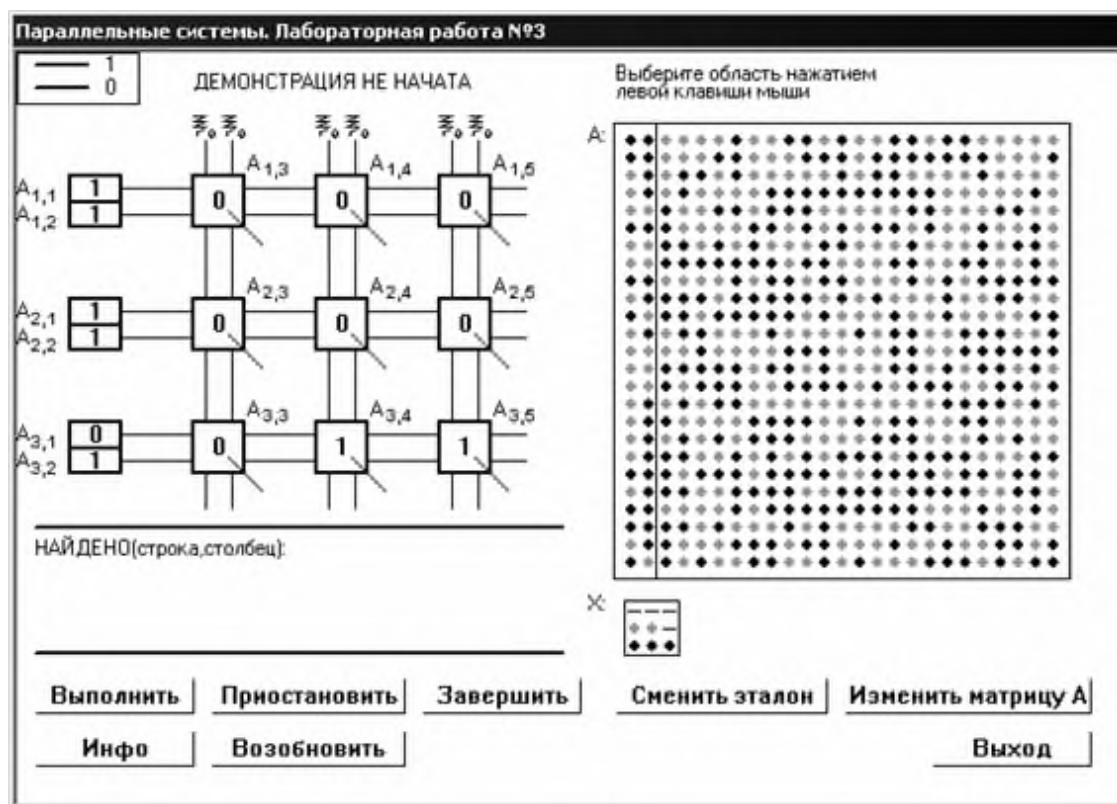 Параллельные системы. Лабораторная работа №3
1
0
ДЕМОНСТРАЦИЯ НЕ НАЧАТА
Выберите область нажатием
левой клавиши мыши
A:
A1,3 A1,4 A1,5
A1,1 1
A1,2 1
0 0 0
A2,3 A2,4 A2,5
A2,1 1
A2,2 1
0 0 0
A3,3 A3,4 A3,5
A3,1 0
A3,2 1
0 1 1
НАЙДЕНО(строка,столбец):
X:
Выполнить Приостановить Завершить Сменить эталон Изменить матрицу А
Инфо Возобновить Выход